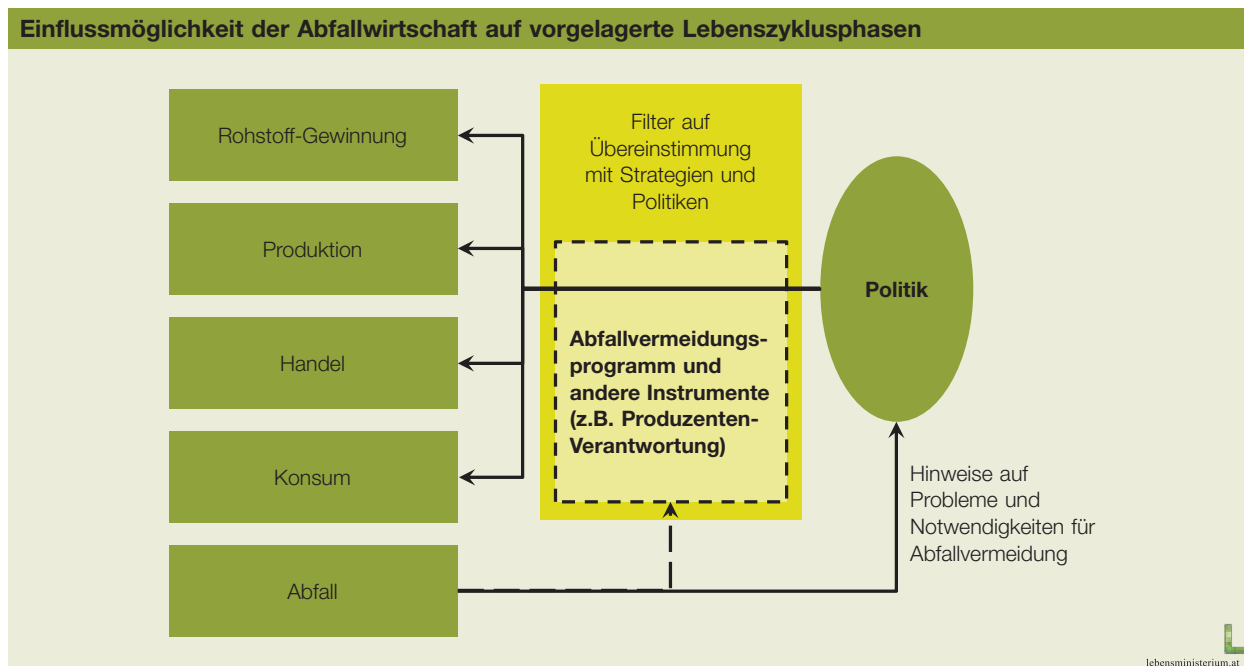 Einflussmöglichkeit der Abfallwirtschaft auf vorgelagerte Lebenszyklusphasen
Rohstoff-Gewinnung
Produktion
Handel
Konsum
Abfall
Filter auf
Übereinstimmung
mit Strategien und
Politiken
Abfallvermeidungs-
programm und
andere Instrumente
(z.B. Produzenten-
Verantwortung)
Politik
Hinweise auf
Probleme und
Notwendigkeiten für
Abfallvermeidung
lebensministerium.at